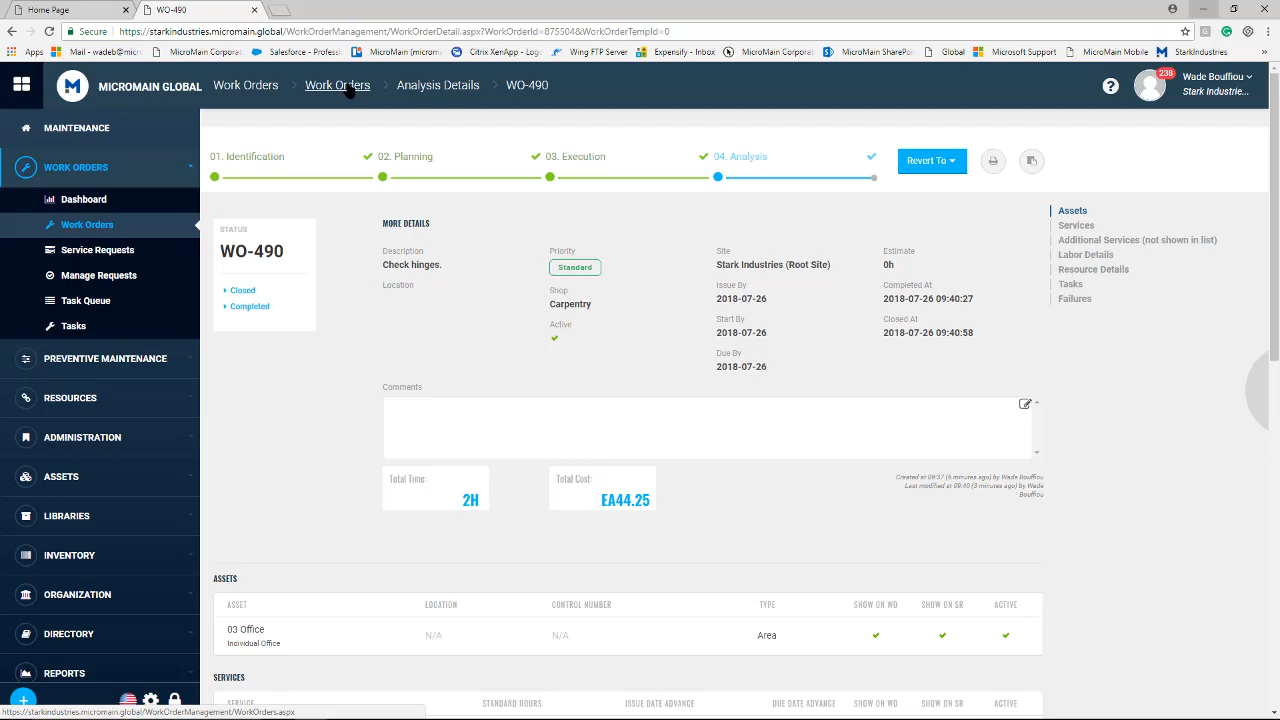 Home Page
WO-490
Secure https://starkindustries.micromain.global/WorkOrderManagement/WorkOrderDetail.aspx?WorkOrderId=875504&WorkOrderTempId=0
Apps Mail - wadeb@micr MicroMain Corporat Salesforce - Professi MicroMain (microma Citrix XenApp - Logi Wing FTP Server Expensify - Inbox MicroMain Corporat MicroMain SharePoi Global Microsoft Support MicroMain Mobile StarkIndustries
MICROMAIN GLOBAL
Work Orders Work Orders Analysis Details WO-490
238
Wade Bouffiou
Stark Industrie...
MAINTENANCE
WORK ORDERS
Dashboard
Work Orders
Service Requests
Manage Requests
Task Queue
Tasks
PREVENTIVE MAINTENANCE
RESOURCES
ADMINISTRATION
ASSETS
LIBRARIES
INVENTORY
ORGANIZATION
DIRECTORY
REPORTS
01. Identification 02. Planning 03. Execution 04. Analysis
Revert To
STATUS
WO-490
Closed
Completed
MORE DETAILS
Description
Check hinges.
Location
Priority
Standard
Shop
Carpentry
Active
Site
Stark Industries (Root Site)
Issue By
2018-07-26
Start By
2018-07-26
Due By
2018-07-26
Estimate
0h
Completed At
2018-07-26 09:40:27
Closed At
2018-07-26 09:40:58
Assets
Services
Additional Services (not shown in list)
Labor Details
Resource Details
Tasks
Failures
Comments
Total Time:
2H
Total Cost:
EA44.25
Created at 09:37 (6 minutes ago) by Wade Bouffiou
Last modified at 09:40 (3 minutes ago) by Wade
Bouffiou
ASSETS
ASSET LOCATION CONTROL NUMBER TYPE SHOW ON WO SHOW ON SR ACTIVE
03 Office N/A N/A Area
Individual Office
SERVICES
SERVICE STANDARD HOURS ISSUE DATE ADVANCE DUE DATE ADVANCE SHOW ON WO SHOW ON SR ACTIVE
https://starkindustries.micromain.global/WorkOrderManagement/WorkOrders.aspx